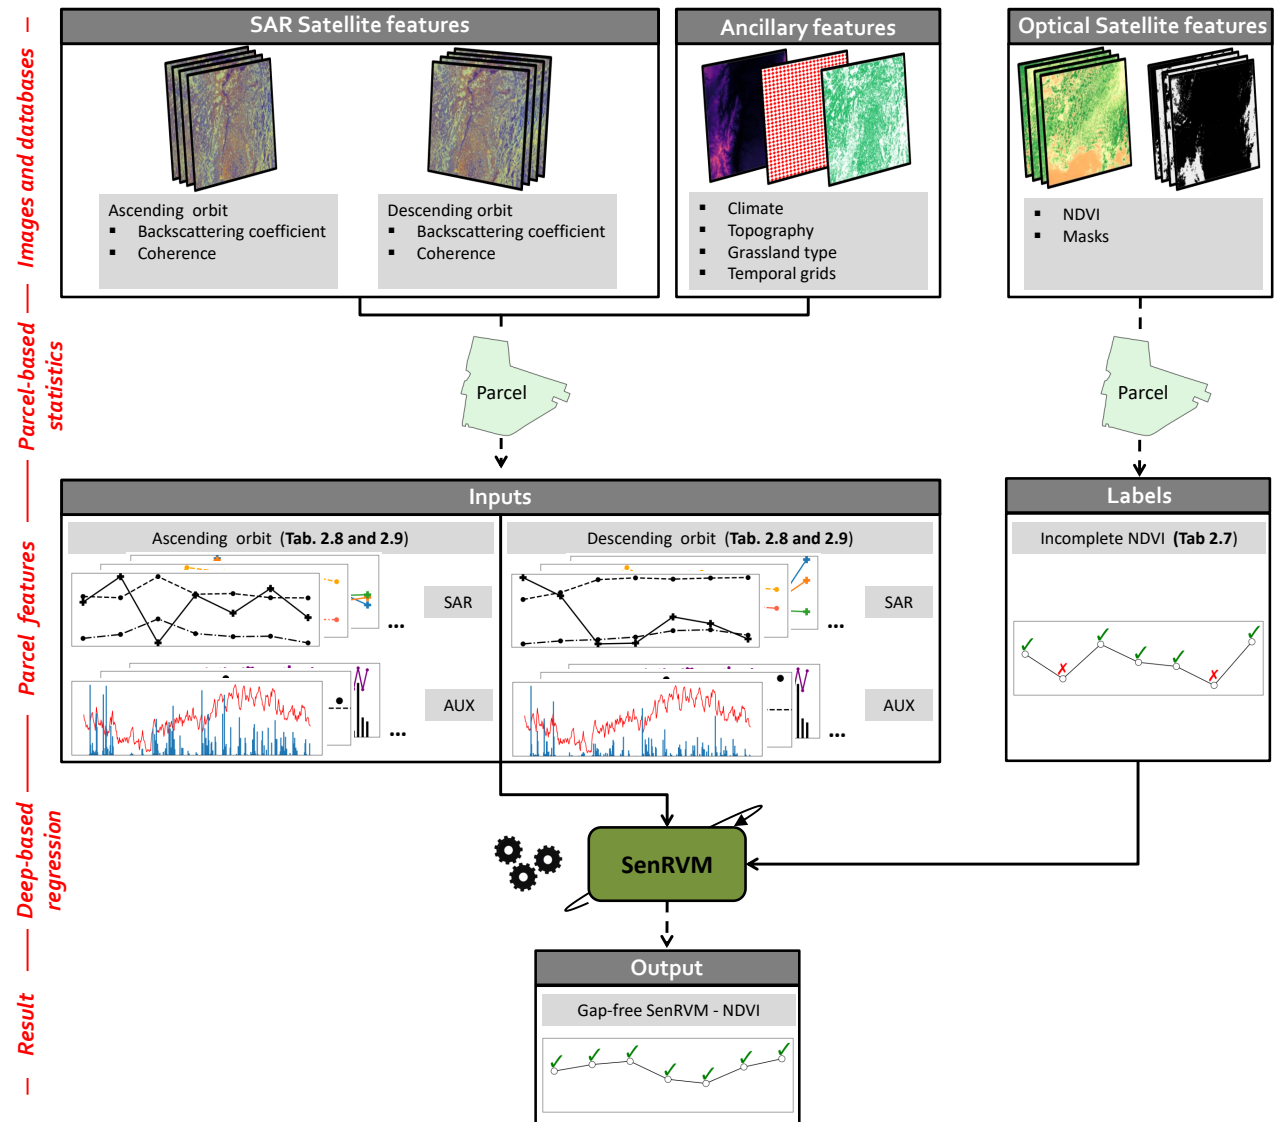 SAR Satellite features
Ancillary features
Optical Satellite features
Images and databases
Ascending orbit
▪ Backscattering coefficient
▪ Coherence
Descending orbit
▪ Backscattering coefficient
▪ Coherence
▪ Climate
▪ Topography
▪ Grassland type
▪ Temporal grids
▪ NDVI
▪ Masks
Parcel-based
statistics
Parcel
Parcel
Parcel features
Inputs
Ascending orbit (Tab. 2.8 and 2.9)
SAR
...
AUX
...
Descending orbit (Tab. 2.8 and 2.9)
SAR
...
AUX
...
Labels
Incomplete NDVI (Tab 2.7)
Deep-based
regression
SenRVM
Result
Output
Gap-free SenRVM - NDVI